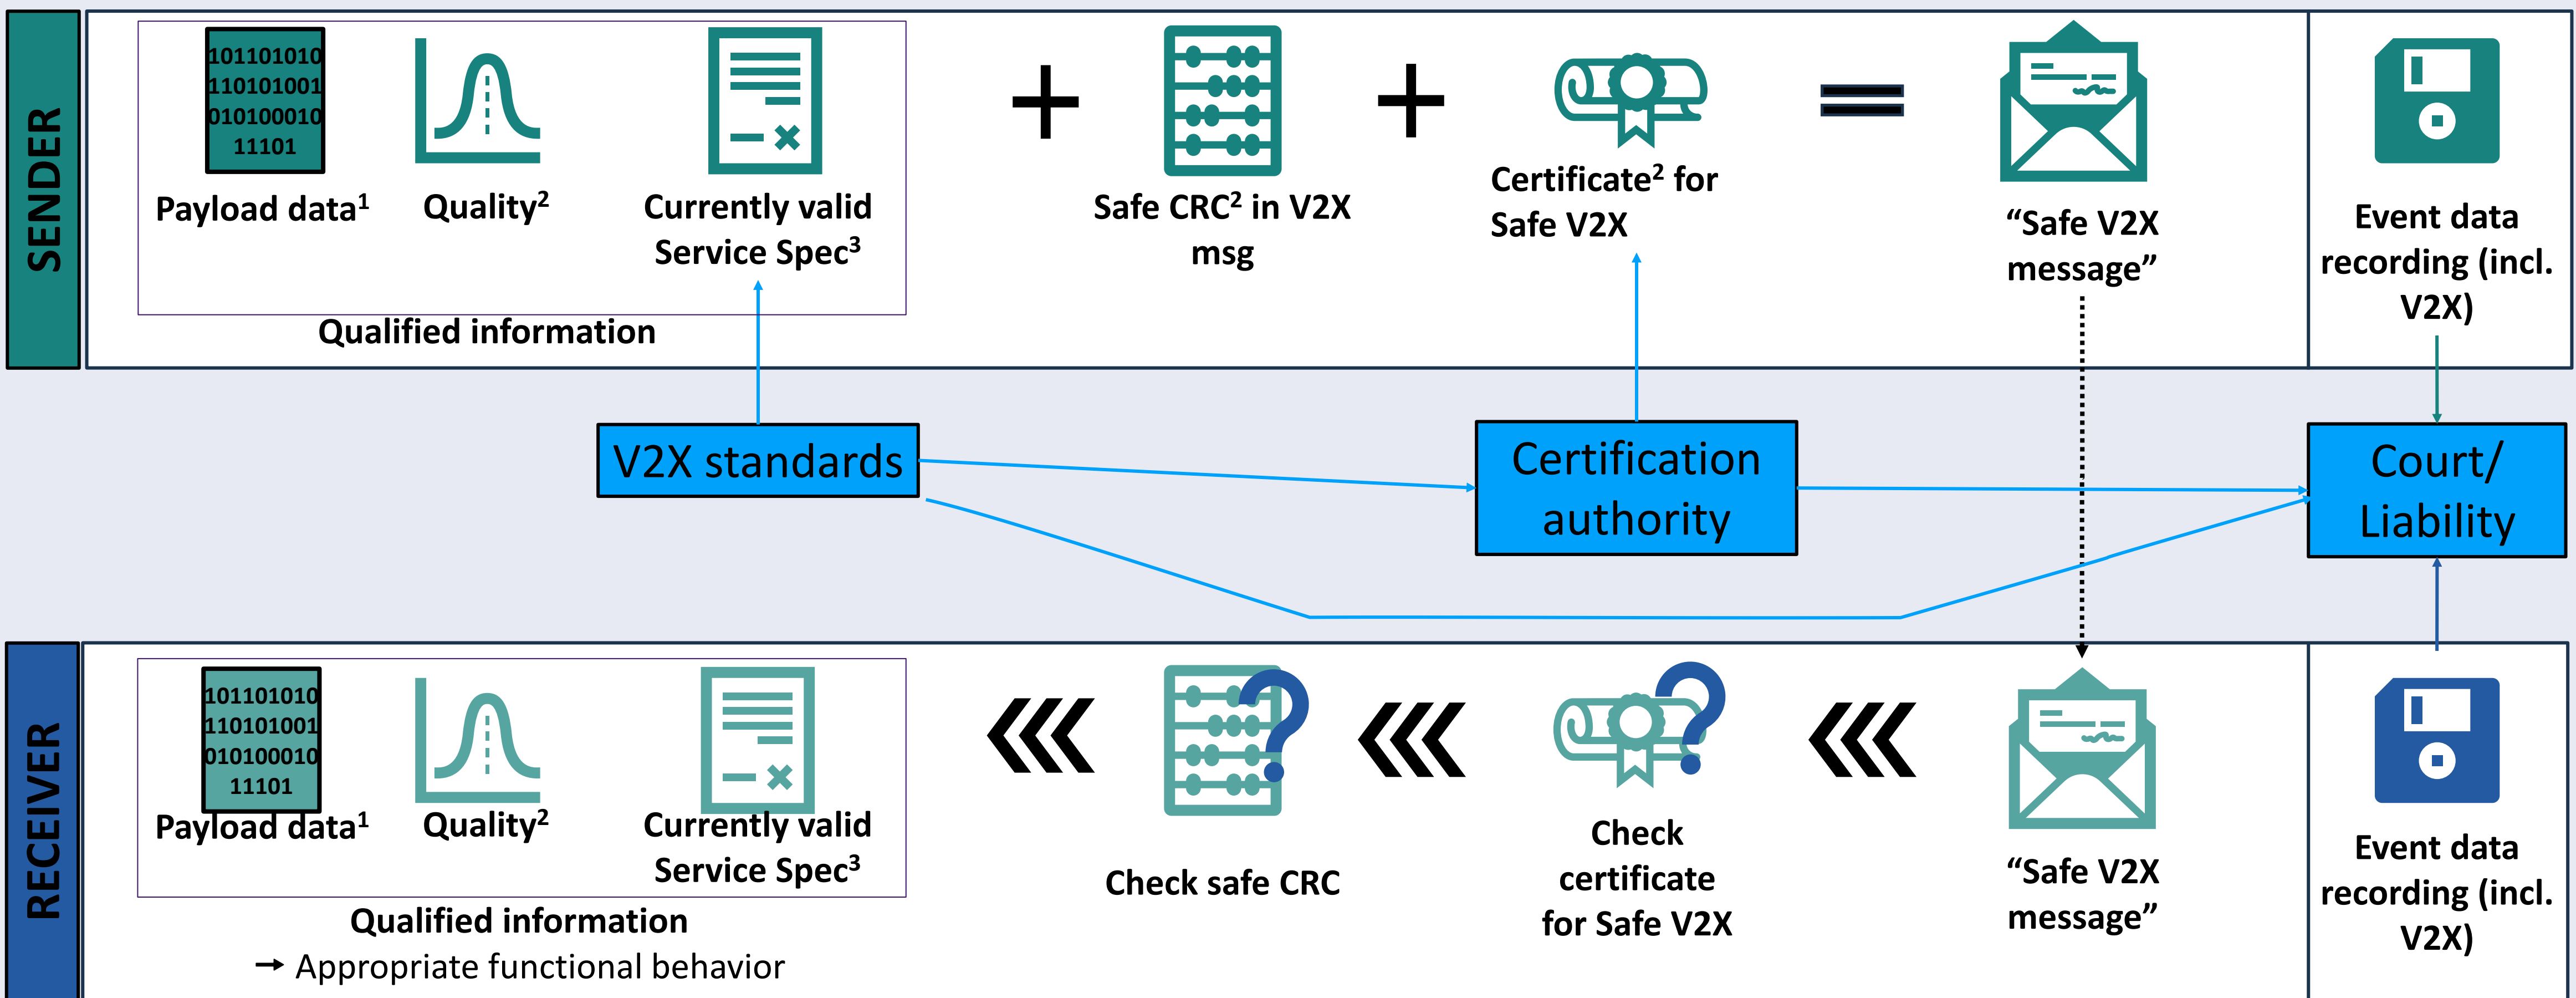 SENDER
101101010
110101001
010100010
11101
Payload data¹
Quality²
Currently valid
Service Spec³
Qualified information
+
Safe CRC² in V2X
msg
+
Certificate² for
Safe V2X
=
“Safe V2X
message”
Event data
recording (incl.
V2X)
V2X standards
Certification
authority
Court/
Liability
RECEIVER
101101010
110101001
010100010
11101
Payload data¹
Quality²
Currently valid
Service Spec³
Qualified information
→ Appropriate functional behavior
Check safe CRC
?
Check
certificate
for Safe V2X
?
“Safe V2X
message”
Event data
recording (incl.
V2X)